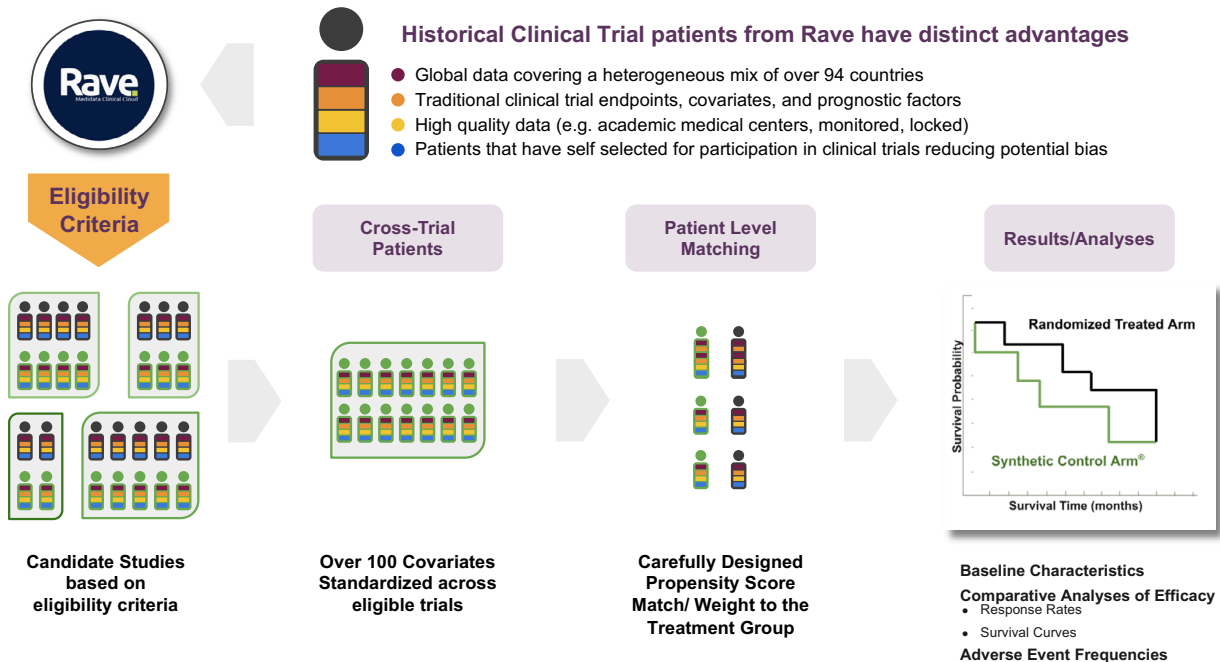 Rave
Medidata Clinical Cloud
Historical Clinical Trial patients from Rave have distinct advantages
Global data covering a heterogeneous mix of over 94 countries
Traditional clinical trial endpoints, covariates, and prognostic factors
High quality data (e.g. academic medical centers, monitored, locked)
Patients that have self selected for participation in clinical trials reducing potential bias
Eligibility
Criteria
Cross-Trial
Patients
Patient Level
Matching
Results/Analyses
Randomized Treated Arm
Survival Probability
Synthetic Control Arm®
Survival Time (months)
Candidate Studies
based on
eligibility criteria
Over 100 Covariates
Standardized across
eligible trials
Carefully Designed
Propensity Score
Match/ Weight to the
Treatment Group
Baseline Characteristics
Comparative Analyses of Efficacy
• Response Rates
• Survival Curves
Adverse Event Frequencies